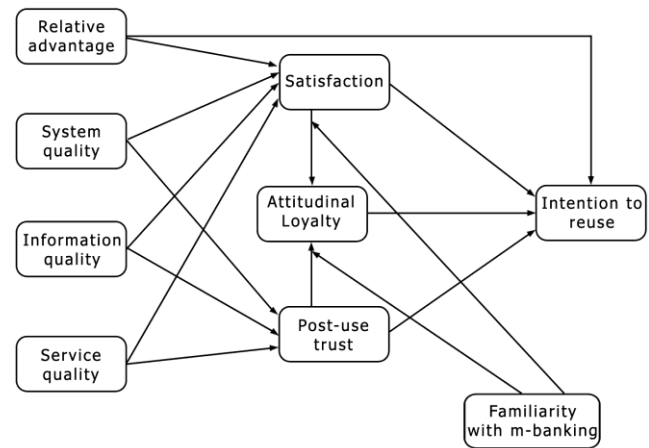 Relative
advantage
Satisfaction
System
quality
Attitudinal
Loyalty
Intention to
reuse
Information
quality
Post-use
trust
Service
quality
Familiarity
with m-banking